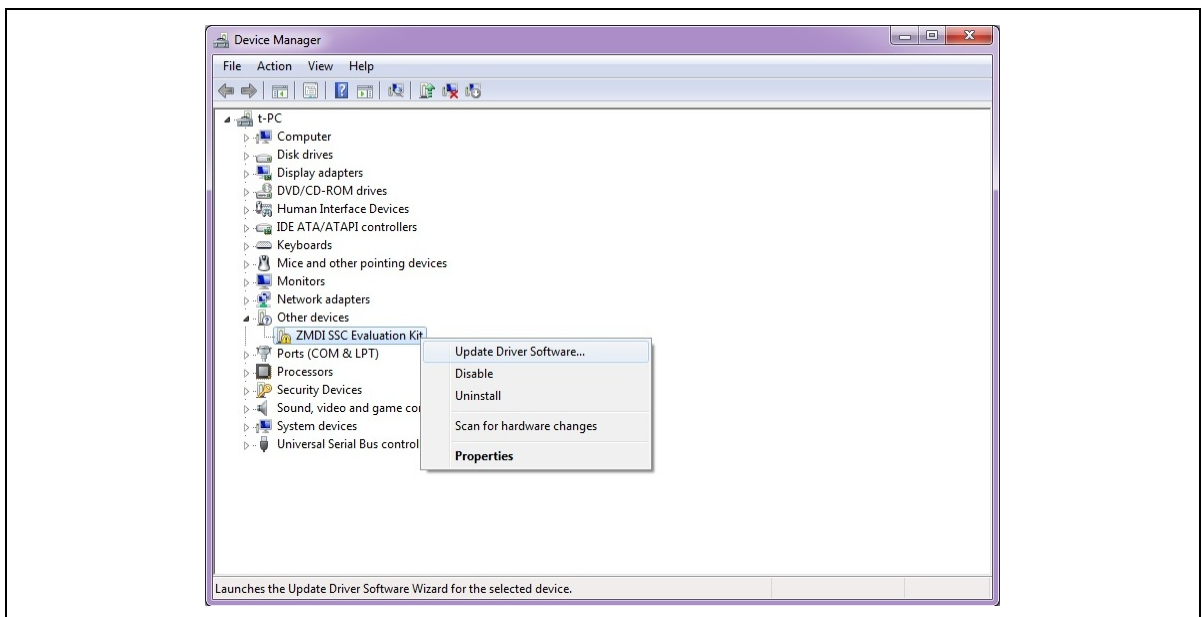 Device Manager
File Action View Help
t-PC
Computer
Disk drives
Display adapters
DVD/CD-ROM drives
Human Interface Devices
IDE ATA/ATAPI controllers
Keyboards
Mice and other pointing devices
Monitors
Network adapters
Other devices
ZMDI SSC Evaluation Kit
Ports (COM & LPT)
Processors
Security Devices
Sound, video and game co
System devices
Universal Serial Bus control
Update Driver Software...
Disable
Uninstall
Scan for hardware changes
Properties
Launches the Update Driver Software Wizard for the selected device.